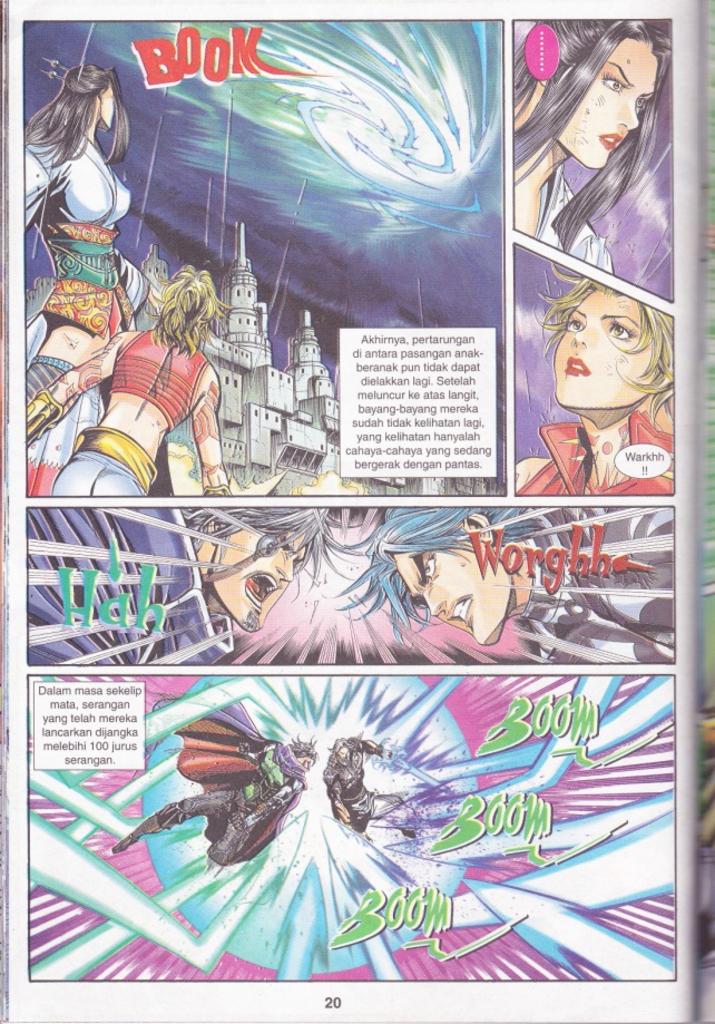 BOOM
..........
Akhirnya, pertarungan
di antara pasangan anak-
beranak pun tidak dapat
dielakkan lagi. Setelah
meluncur ke atas langit,
bayang-bayang mereka
sudah tidak kelihatan lagi,
yang kelihatan hanyalah
cahaya-cahaya yang sedang
bergerak dengan pantas.
Warkhh
!!
Hah
Worghh
Dalam masa sekelip
mata, serangan
yang telah mereka
lancarkan dijangka
melebihi 100 jurus
serangan.
BOOM
BOOM
BOOM
20